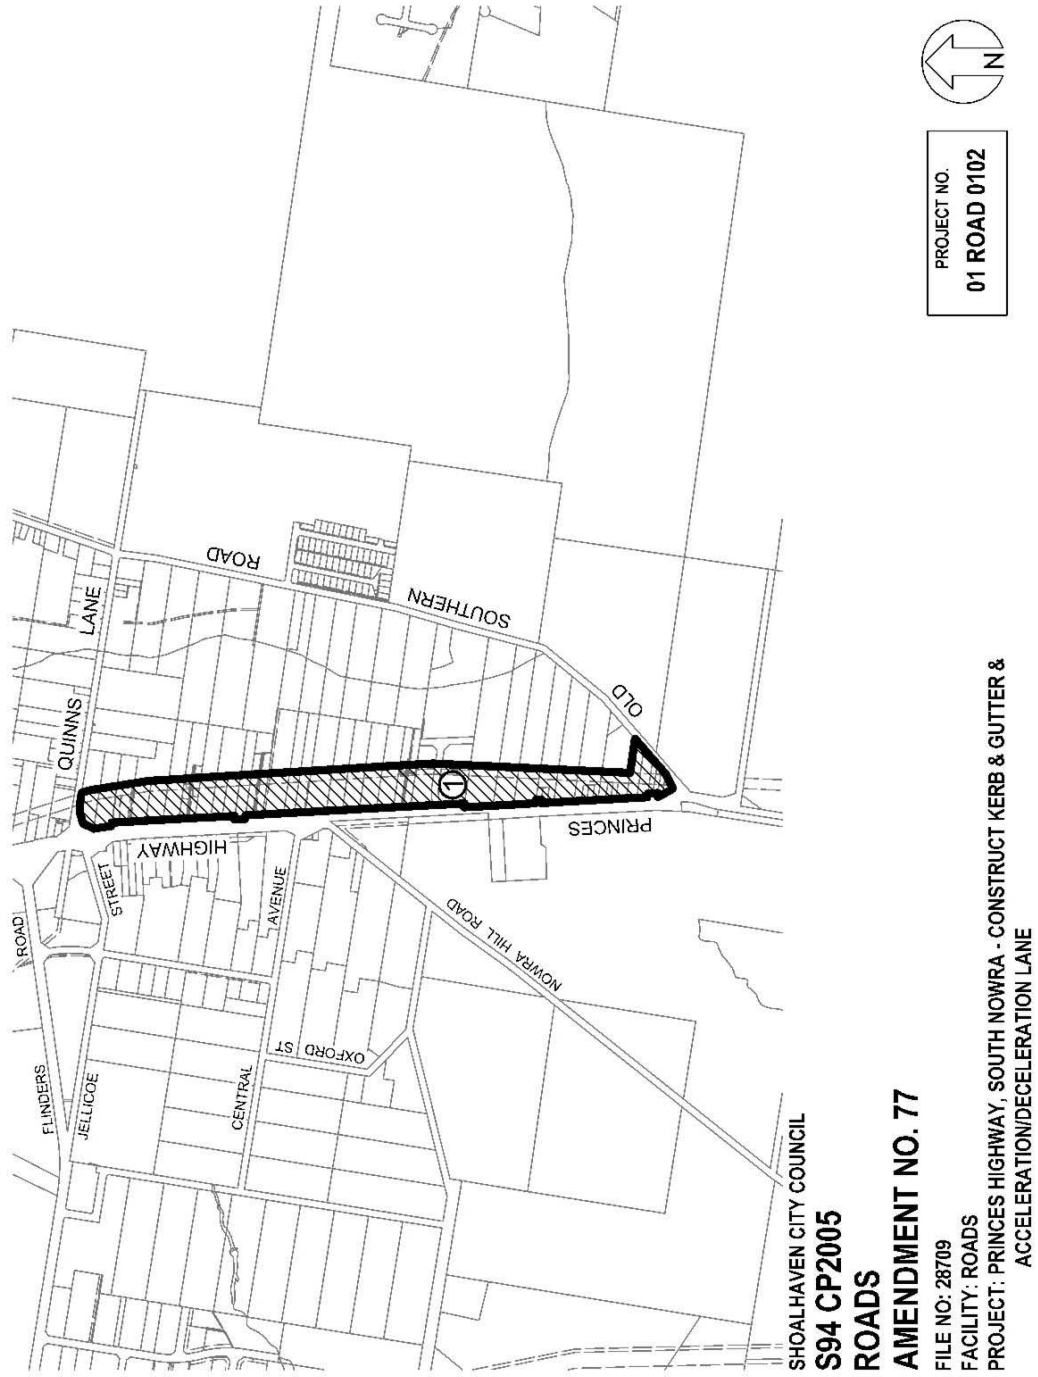 QUINNS
LANE
ROAD
SOUTHERN
OLD
HIGHWAY
PRINCES
1
ROAD
FLINDERS
STREET
JELLICOE
AVENUE
CENTRAL
OXFORD ST
NOWRA HILL ROAD
SHOALHAVEN CITY COUNCIL
S94 CP2005
ROADS
AMENDMENT NO. 77
FILE NO: 28709
FACILITY: ROADS
PROJECT: PRINCES HIGHWAY, SOUTH NOWRA - CONSTRUCT KERB & GUTTER &
ACCELERATION/DECELERATION LANE
PROJECT NO.
01 ROAD 0102
N